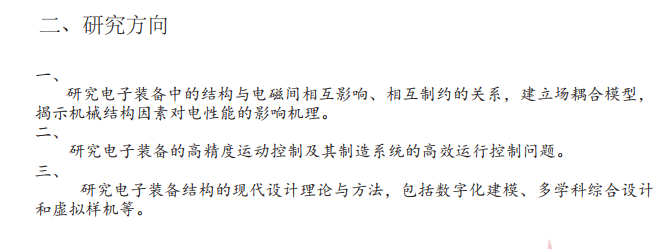 二、研究方向
一、
研究电子装备中的结构与电磁间相互影响、相互制约的关系，建立场耦合模型，
揭示机械结构因素对电性能的影响机理。
二、
研究电子装备的高精度运动控制及其制造系统的高效运行控制问题。
三、
研究电子装备结构的现代设计理论与方法，包括数字化建模、多学科综合设计
和虚拟样机等。